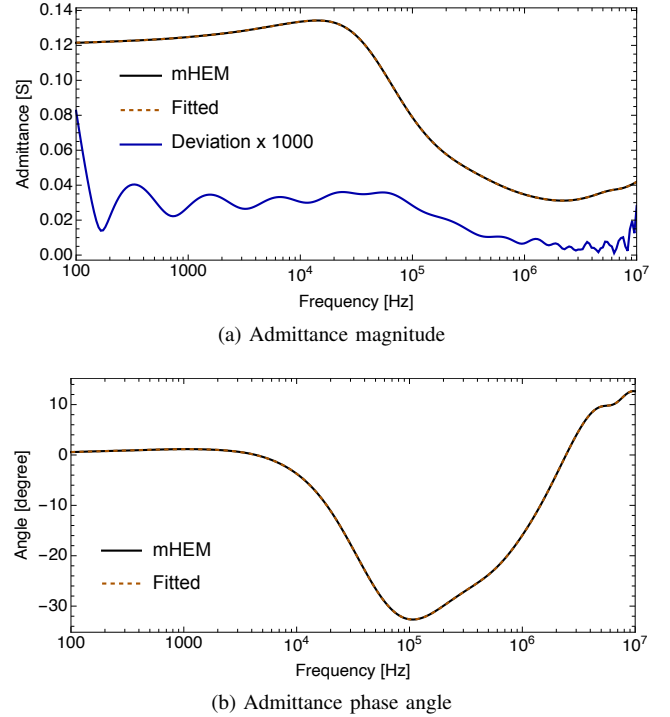 0.14
0.12
0.10
0.08
0.06
0.04
0.02
0.00
Admittance [S]
mHEM
Fitted
Deviation x 1000
100 1000 10^4 10^5 10^6 10^7
Frequency [Hz]
(a) Admittance magnitude
10
0
−10
−20
−30
Angle [degree]
mHEM
Fitted
100 1000 10^4 10^5 10^6 10^7
Frequency [Hz]
(b) Admittance phase angle